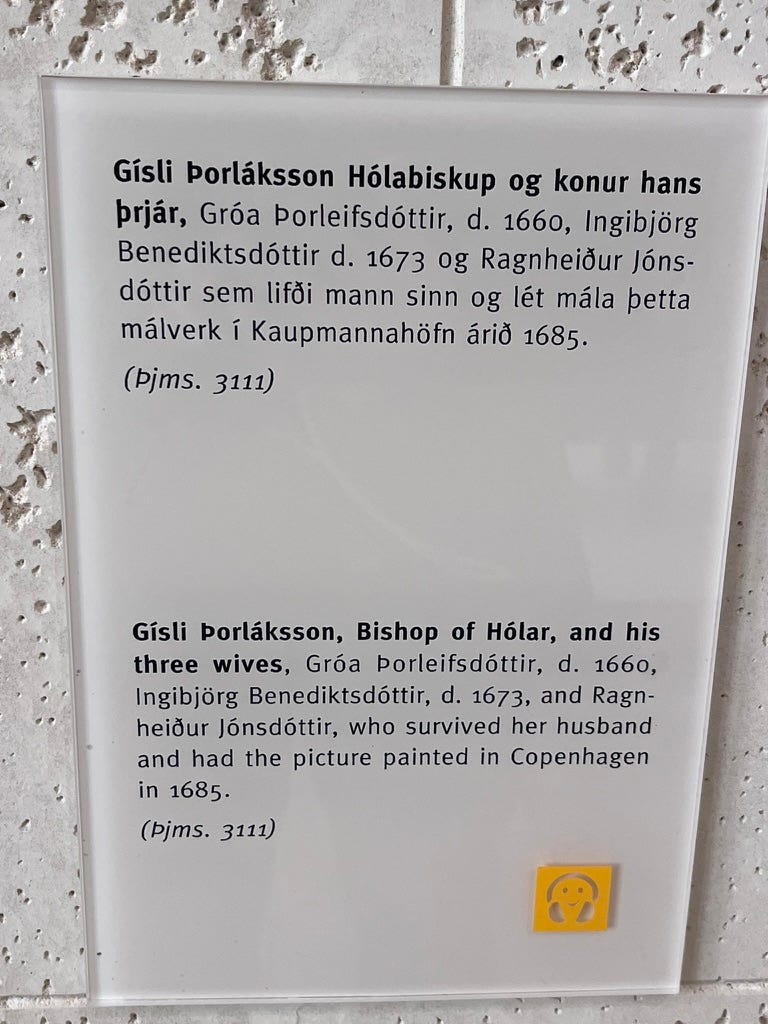 Gísli Þorláksson Hólabiskup og konur hans
þrjár, Gróa Þorleifsdóttir, d. 1660, Ingibjörg
Benediktsdóttir d. 1673 og Ragnheiður Jóns-
dóttir sem lifði mann sinn og lét mála þetta
málverk í Kaupmannahöfn árið 1685.
(Þjms. 3111)
Gísli Þorláksson, Bishop of Hólar, and his
three wives, Gróa Þorleifsdóttir, d. 1660,
Ingibjörg Benediktsdóttir, d. 1673, and Ragn-
heiður Jónsdóttir, who survived her husband
and had the picture painted in Copenhagen
in 1685.
(Þjms. 3111)